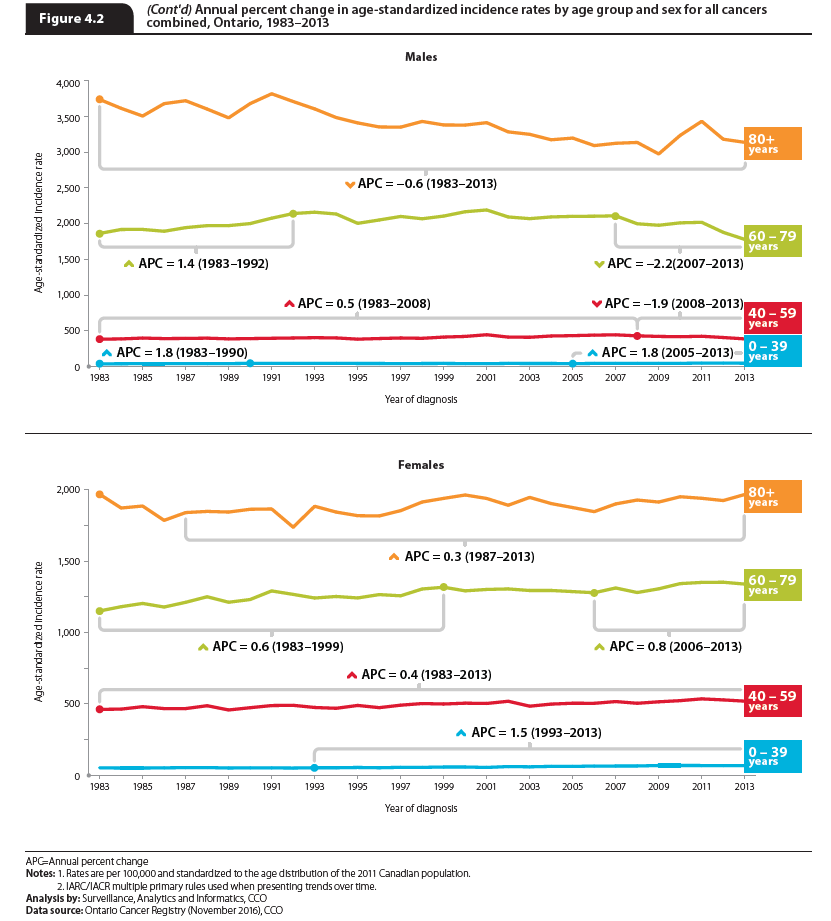 Figure 4.2
(Cont'd) Annual percent change in age-standardized incidence rates by age group and sex for all cancers
combined, Ontario, 1983–2013
Males
Age-standardized incidence rate
4,000
3,500
3,000
2,500
2,000
1,500
1,000
500
0
80+
years
APC = −0.6 (1983–2013)
60 – 79
years
APC = 1.4 (1983–1992)
APC = −2.2(2007–2013)
APC = 0.5 (1983–2008)
APC = −1.9 (2008–2013)
40 – 59
years
APC = 1.8 (1983–1990)
APC = 1.8 (2005–2013)
0 – 39
years
1983 1985 1987 1989 1991 1993 1995 1997 1999 2001 2003 2005 2007 2009 2011 2013
Year of diagnosis
Females
Age-standardized incidence rate
2,000
1,500
1,000
500
0
80+
years
APC = 0.3 (1987–2013)
60 – 79
years
APC = 0.6 (1983–1999)
APC = 0.8 (2006–2013)
APC = 0.4 (1983–2013)
40 – 59
years
APC = 1.5 (1993–2013)
0 – 39
years
1983 1985 1987 1989 1991 1993 1995 1997 1999 2001 2003 2005 2007 2009 2011 2013
Year of diagnosis
APC=Annual percent change
Notes: 1. Rates are per 100,000 and standardized to the age distribution of the 2011 Canadian population.
2. IARC/IACR multiple primary rules used when presenting trends over time.
Analysis by: Surveillance, Analytics and Informatics, CCO
Data source: Ontario Cancer Registry (November 2016), CCO